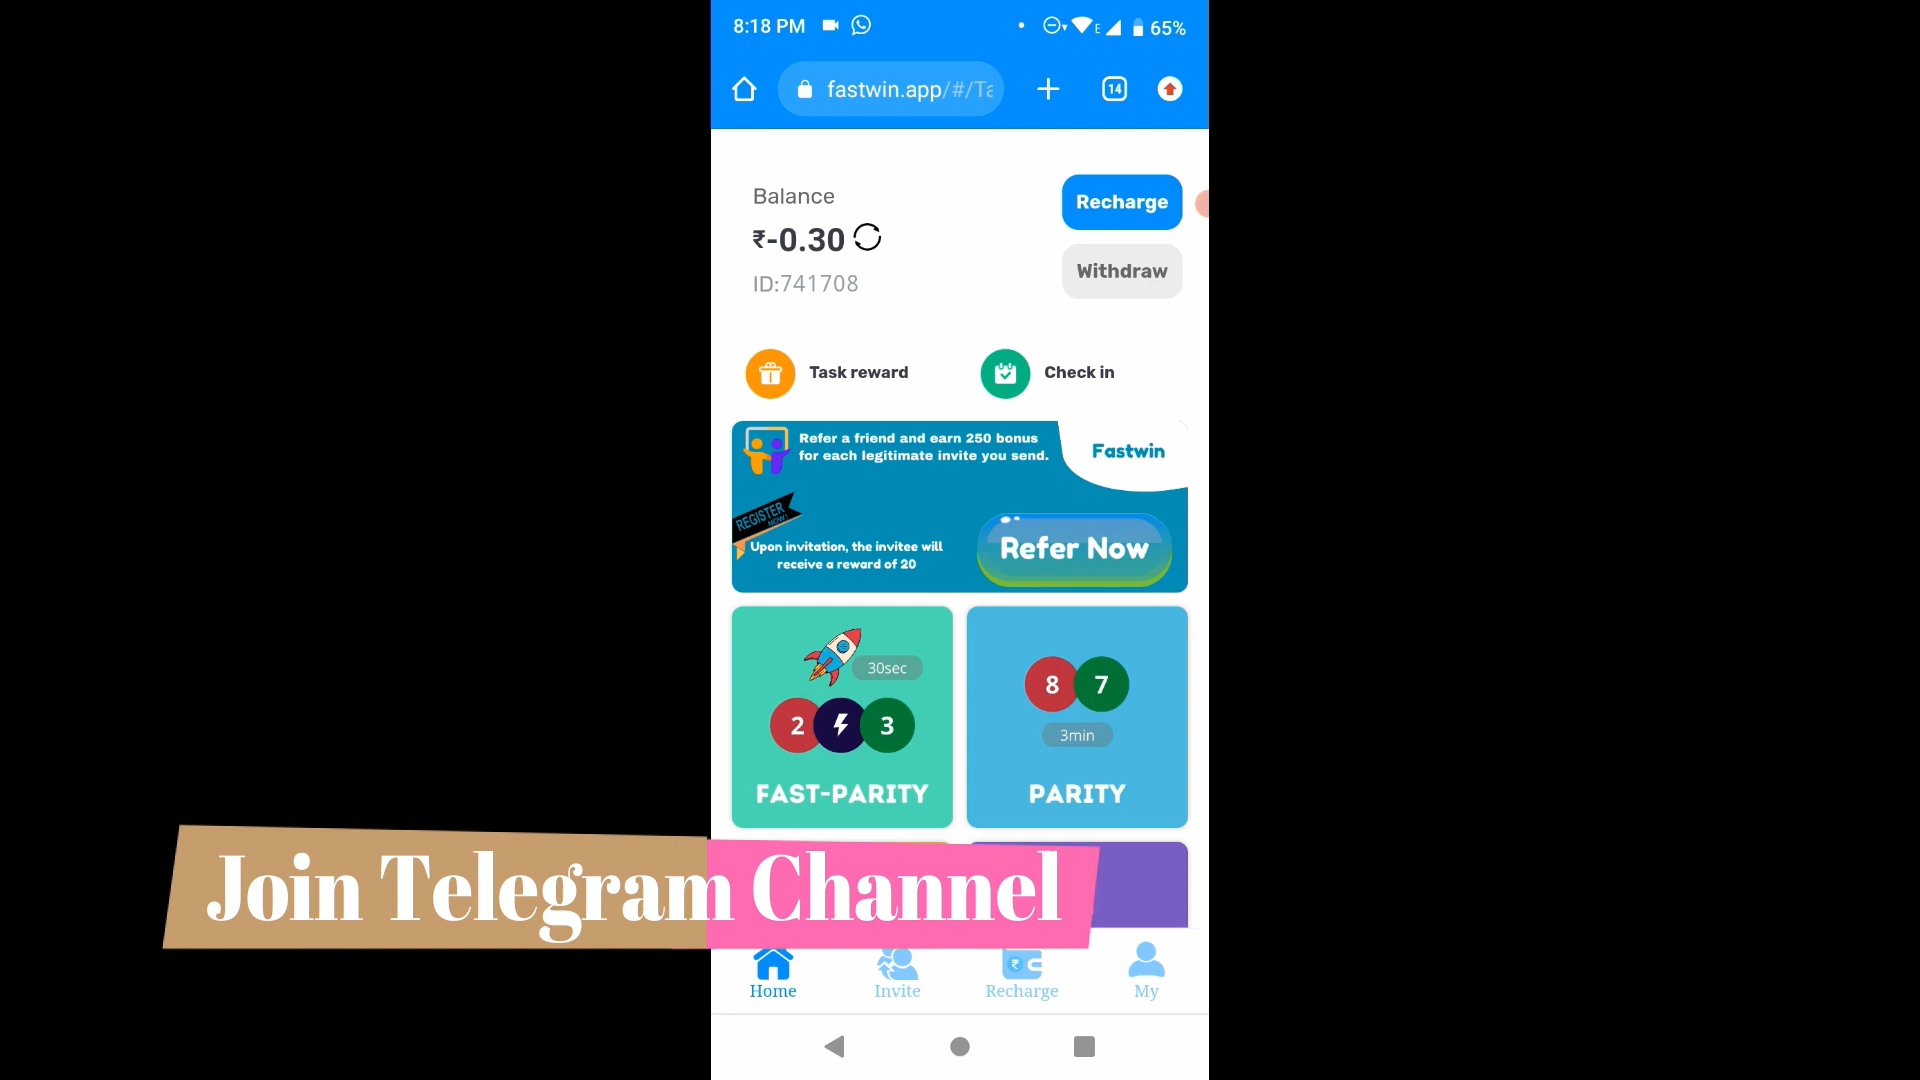 8:18 PM
E
65%
fastwin.app/#/Ta
14
Balance
₹-0.30
ID:741708
Recharge
Withdraw
Task reward
Check in
Refer a friend and earn 250 bonus
for each legitimate invite you send.
Fastwin
REGISTER
NOW!
Upon invitation, the invitee will
receive a reward of 20
Refer Now
30sec
2
3
FAST-PARITY
8
7
3min
PARITY
Join Telegram Channel
Home
Invite
Recharge
My